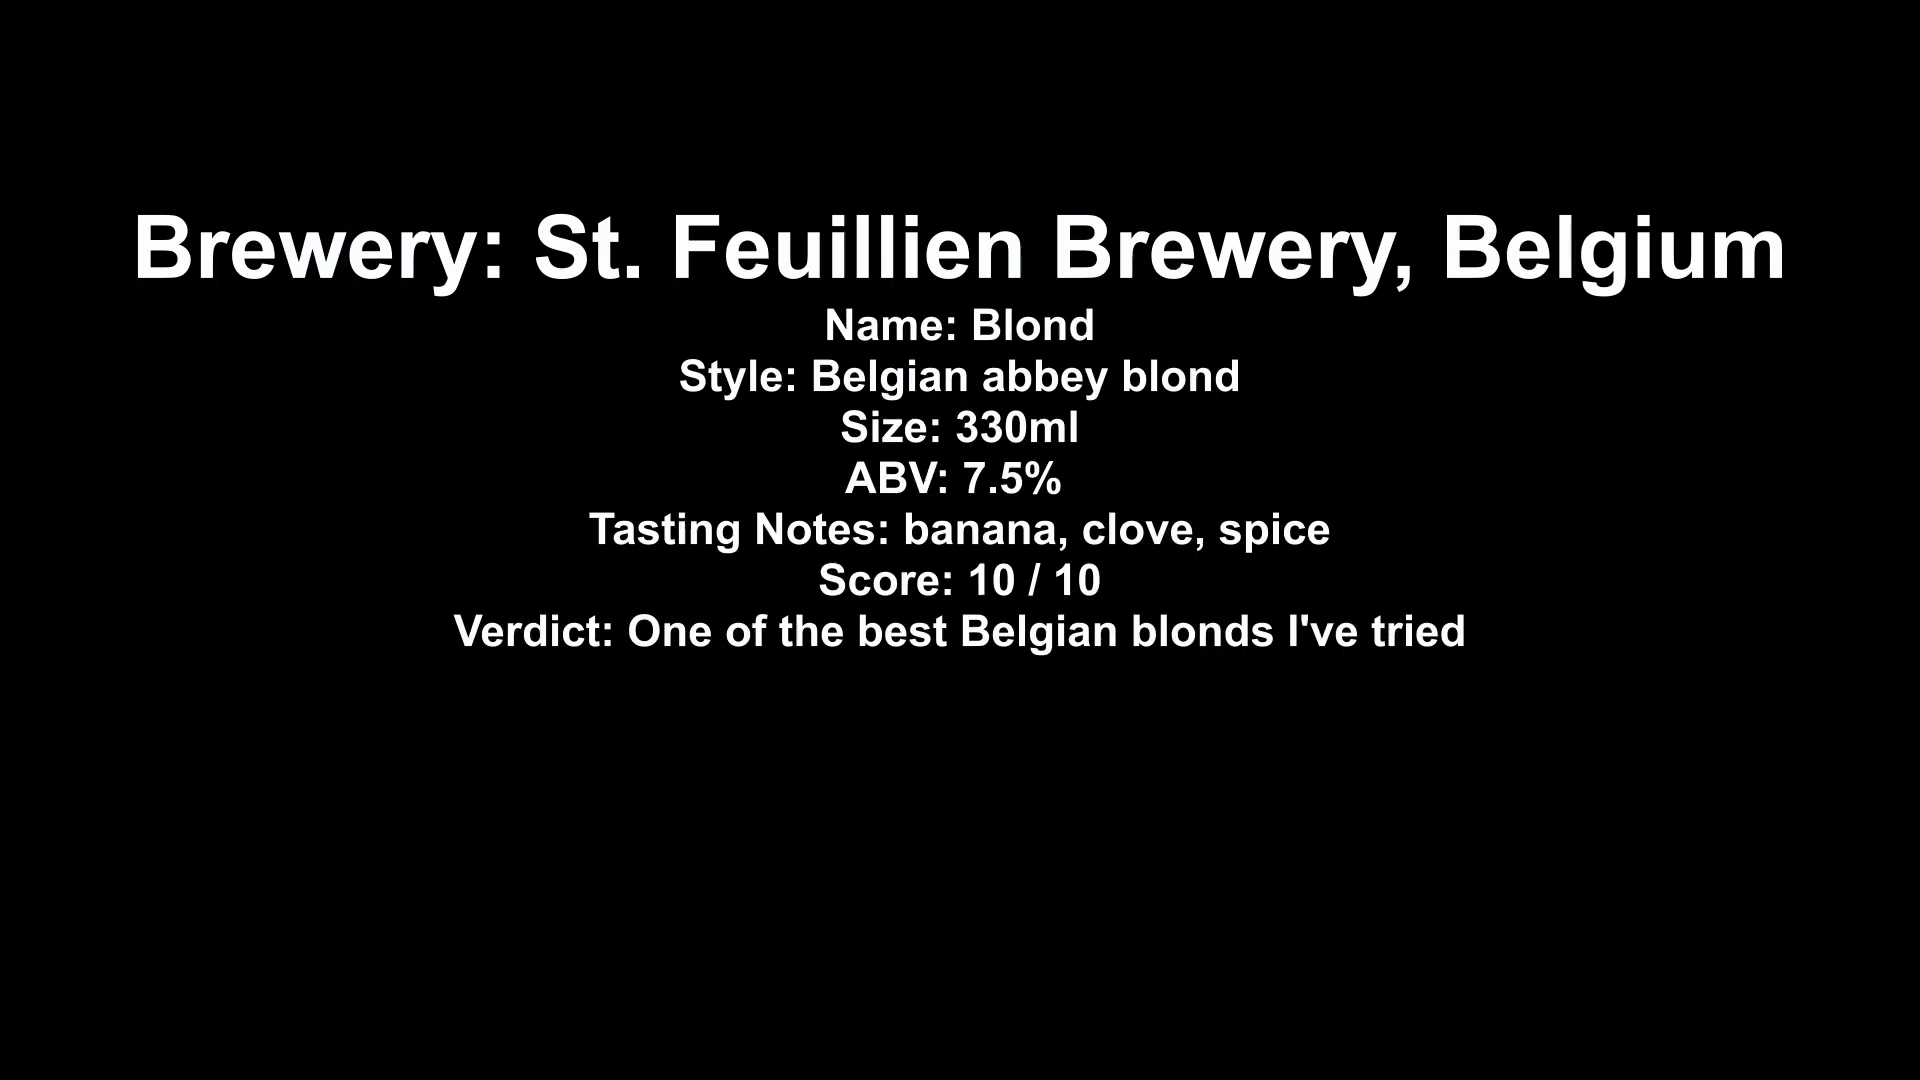 Brewery: St. Feuillien Brewery, Belgium
Name: Blond
Style: Belgian abbey blond
Size: 330ml
ABV: 7.5%
Tasting Notes: banana, clove, spice
Score: 10 / 10
Verdict: One of the best Belgian blonds I've tried